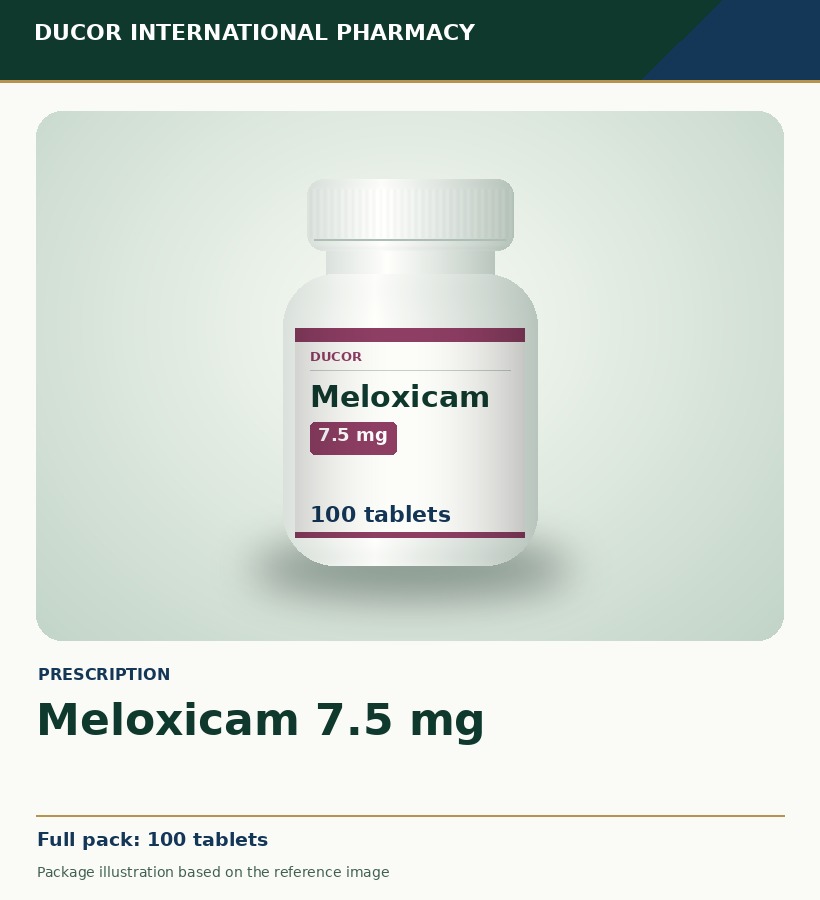 DUCOR INTERNATIONAL PHARMACY
DUCOR
Meloxicam
7.5 mg
100 tablets
PRESCRIPTION
Meloxicam 7.5 mg
Full pack: 100 tablets
Package illustration based on the reference image